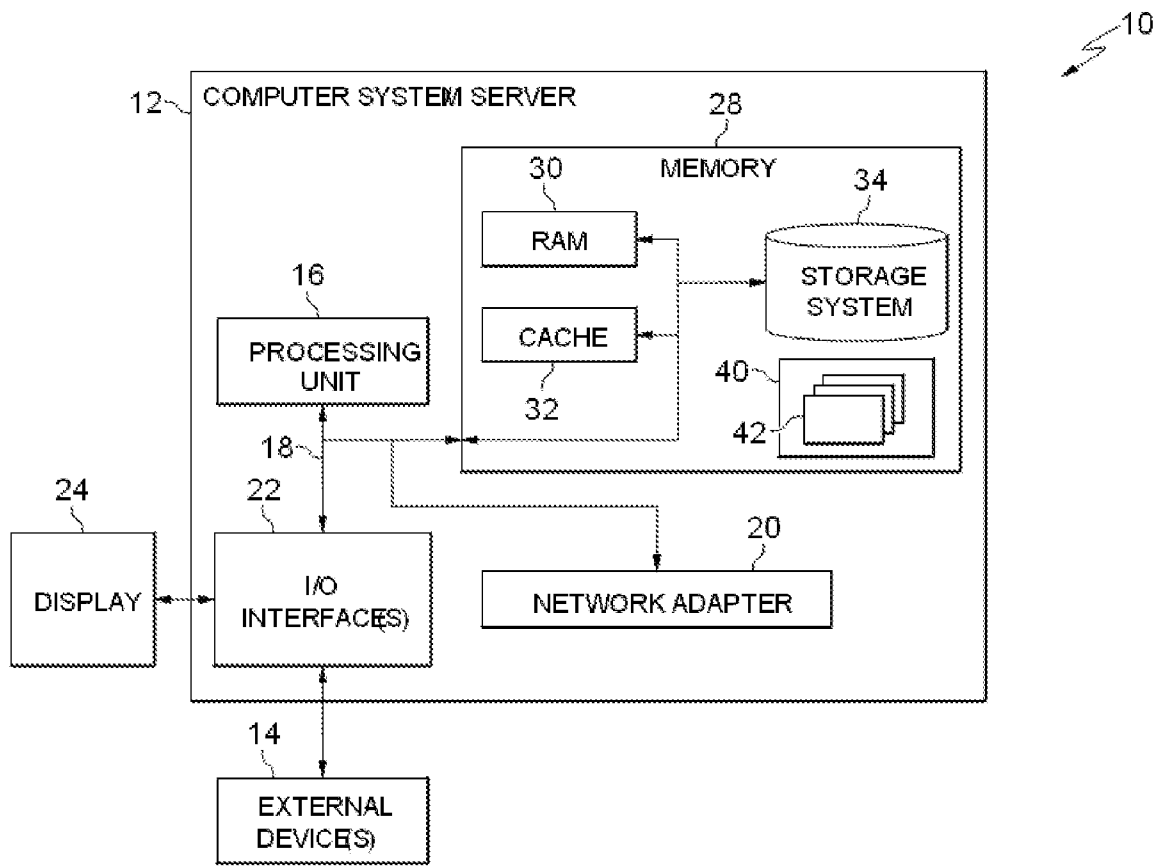 10
12
COMPUTER SYSTEM SERVER
28
MEMORY
30
RAM
34
STORAGE
SYSTEM
16
PROCESSING
UNIT
CACHE
32
40
42
18
24
22
20
DISPLAY
I/O
INTERFACE(S)
NETWORK ADAPTER
14
EXTERNAL
DEVICE(S)